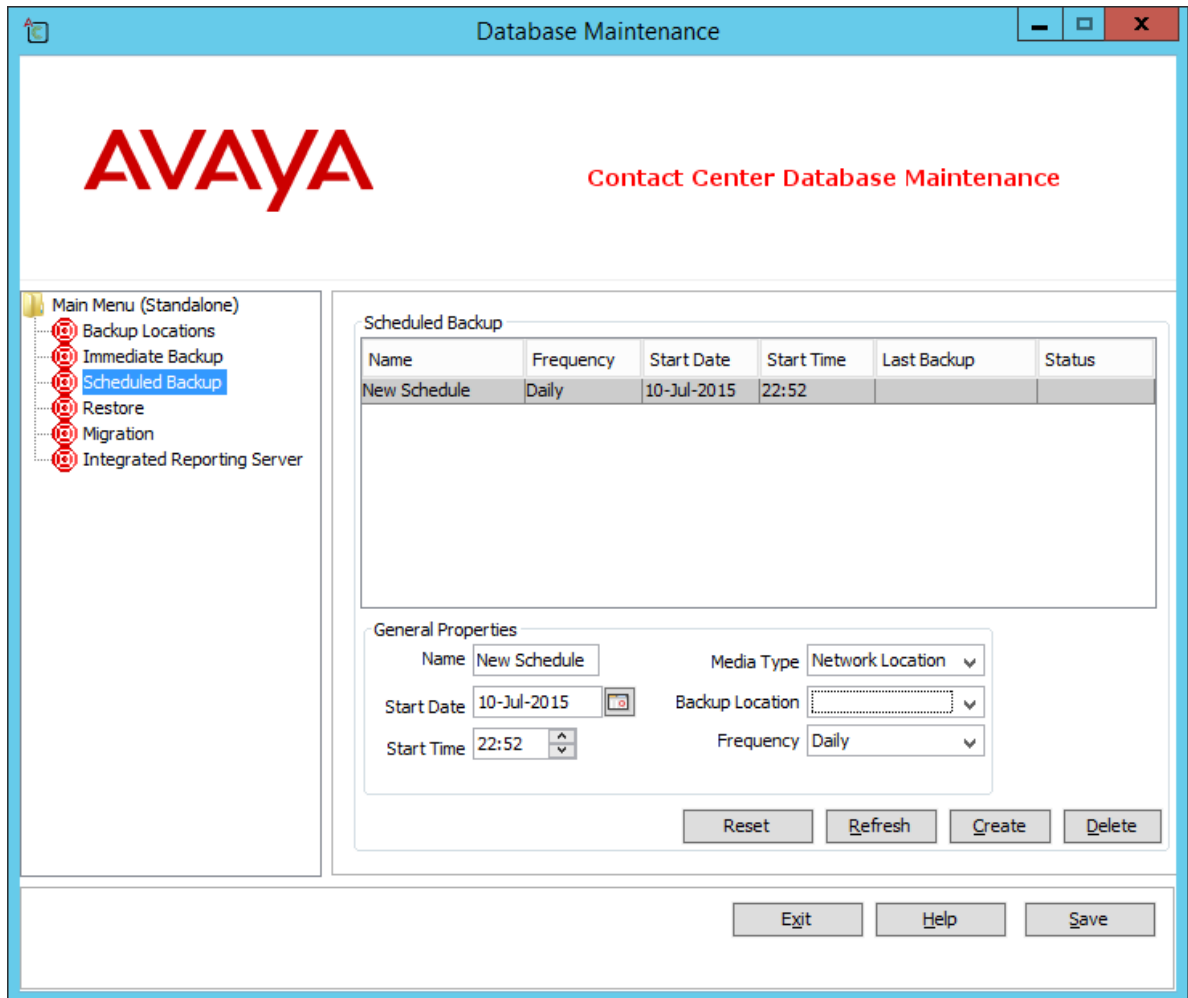 Database Maintenance
AVAYA
Contact Center Database Maintenance
Main Menu (Standalone)
Backup Locations
Immediate Backup
Scheduled Backup
Restore
Migration
Integrated Reporting Server
Scheduled Backup
Name Frequency Start Date Start Time Last Backup Status
New Schedule Daily 10-Jul-2015 22:52
General Properties
Name New Schedule Media Type Network Location
Start Date 10-Jul-2015 Backup Location
Start Time 22:52 Frequency Daily
Reset Refresh Create Delete
Exit Help Save